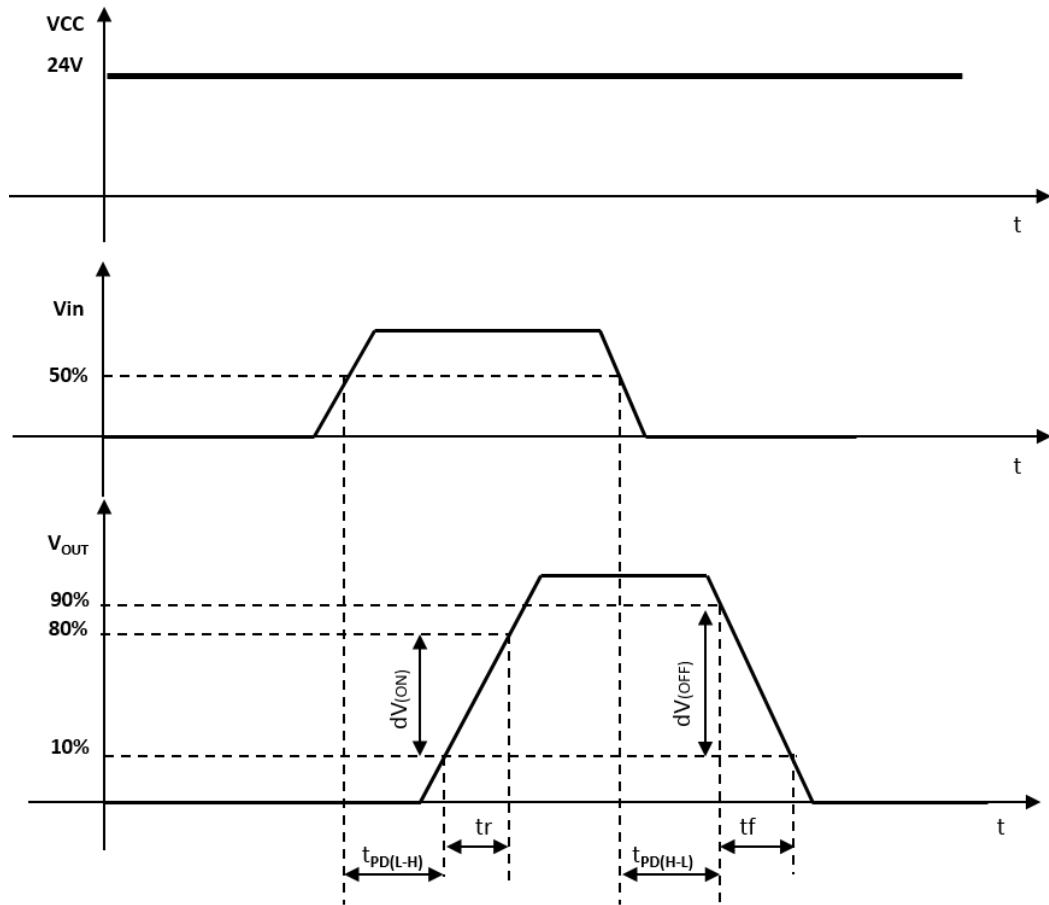 VCC
24V
t
Vin
50%
t
VOUT
90%
80%
dV(ON)
dV(OFF)
10%
tr
tf
t
tPD(L-H)
tPD(H-L)